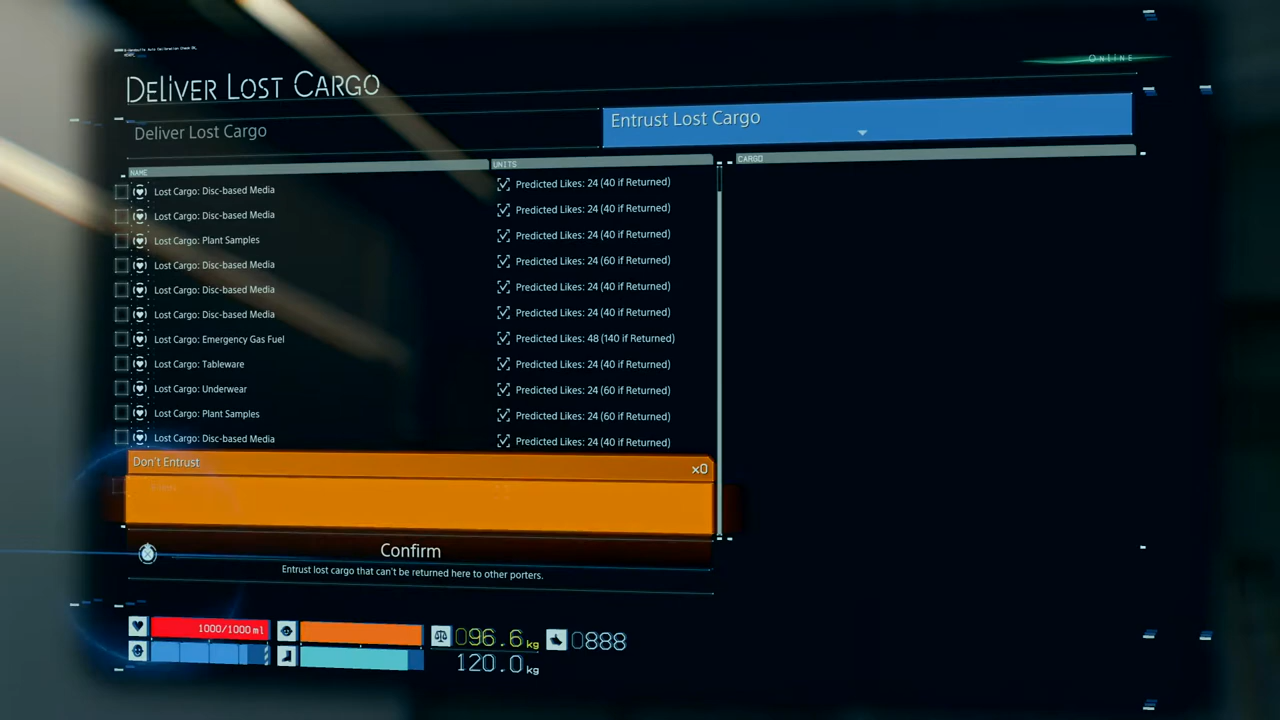 Online
Deliver Lost Cargo
Deliver Lost Cargo
Entrust Lost Cargo
NAME
UNITS
CARGO
Lost Cargo: Disc-based Media Predicted Likes: 24 (40 if Returned)
Lost Cargo: Disc-based Media Predicted Likes: 24 (40 if Returned)
Lost Cargo: Plant Samples Predicted Likes: 24 (40 if Returned)
Lost Cargo: Disc-based Media Predicted Likes: 24 (60 if Returned)
Lost Cargo: Disc-based Media Predicted Likes: 24 (40 if Returned)
Lost Cargo: Disc-based Media Predicted Likes: 24 (40 if Returned)
Lost Cargo: Emergency Gas Fuel Predicted Likes: 48 (140 if Returned)
Lost Cargo: Tableware Predicted Likes: 24 (40 if Returned)
Lost Cargo: Underwear Predicted Likes: 24 (60 if Returned)
Lost Cargo: Plant Samples Predicted Likes: 24 (60 if Returned)
Lost Cargo: Disc-based Media Predicted Likes: 24 (40 if Returned)
Don't Entrust x0
Confirm
Entrust lost cargo that can't be returned here to other porters.
1000/1000 ml
096.6 kg
0888
120.0 kg